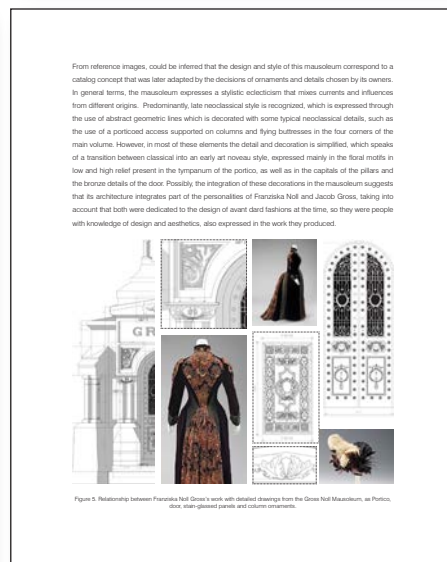 From reference images, could be inferred that the design and style of this mausoleum correspond to a
catalog concept that was later adapted by the decisions of ornaments and details chosen by its owners.
In general terms, the mausoleum expresses a stylistic eclecticism that mixes currents and influences
from different origins. Predominantly, late neoclassical style is recognized, which is expressed through
the use of abstract geometric lines which is decorated with some typical neoclassical details, such as
the use of a porticoed access supported on columns and flying buttresses in the four corners of the
main volume. However, in most of these elements the detail and decoration is simplified, which speaks
of a transition between classical into an early art noveau style, expressed mainly in the floral motifs in
low and high relief present in the tympanum of the portico, as well as in the capitals of the pillars and
the bronze details of the door. Possibly, the integration of these decorations in the mausoleum suggests
that its architecture integrates part of the personalities of Franziska Noll and Jacob Gross, taking into
account that both were dedicated to the design of avant dard fashions at the time, so they were people
with knowledge of design and aesthetics, also expressed in the work they produced.
GR
Figure 5. Relationship between Franziska Noll Gross's work with detailed drawings from the Gross Noll Mausoleum, as Portico,
door, stain-glassed panels and column ornaments.